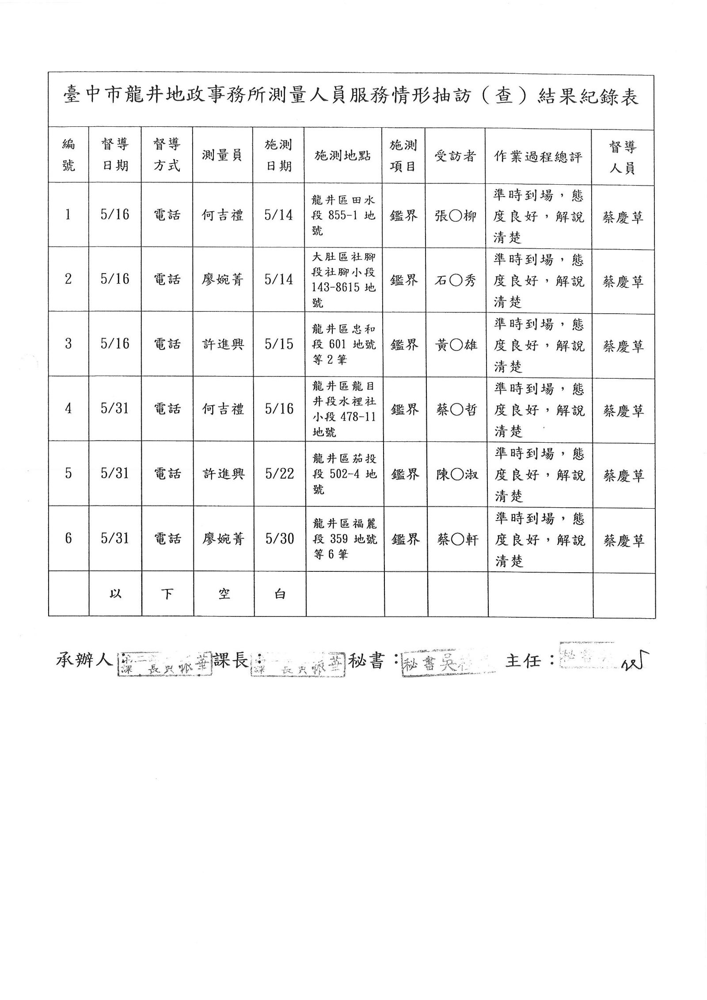 臺中市龍井地政事務所測量人員服務情形抽訪（查）結果紀錄表
編號 督導日期 督導方式 測量員 施測日期 施測地點 施測項目 受訪者 作業過程總評 督導人員
1 5/16 電話 何吉禮 5/14 龍井區田水段 855-1 地號 鑑界 張〇柳 準時到場，態度良好，解說清楚 蔡慶草
2 5/16 電話 廖婉菁 5/14 大肚區社腳段社腳小段 143-8615 地號 鑑界 石〇秀 準時到場，態度良好，解說清楚 蔡慶草
3 5/16 電話 許進興 5/15 龍井區忠和段 601 地號等 2 筆 鑑界 黃〇雄 準時到場，態度良好，解說清楚 蔡慶草
4 5/31 電話 何吉禮 5/16 龍井區龍目井段水裡社小段 478-11 地號 鑑界 蔡〇哲 準時到場，態度良好，解說清楚 蔡慶草
5 5/31 電話 許進興 5/22 龍井區茄投段 502-4 地號 鑑界 陳〇淑 準時到場，態度良好，解說清楚 蔡慶草
6 5/31 電話 廖婉菁 5/30 龍井區福麗段 359 地號等 6 筆 鑑界 蔡〇軒 準時到場，態度良好，解說清楚 蔡慶草
以 下 空 白
承辦人： 課長： 秘書：秘書吳 主任：秘書